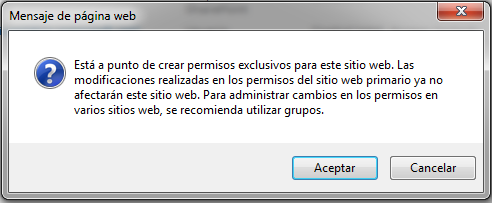 Mensaje de página web
Está a punto de crear permisos exclusivos para este sitio web. Las
modificaciones realizadas en los permisos del sitio web primario ya no
afectarán este sitio web. Para administrar cambios en los permisos en
varios sitios web, se recomienda utilizar grupos.
Aceptar
Cancelar